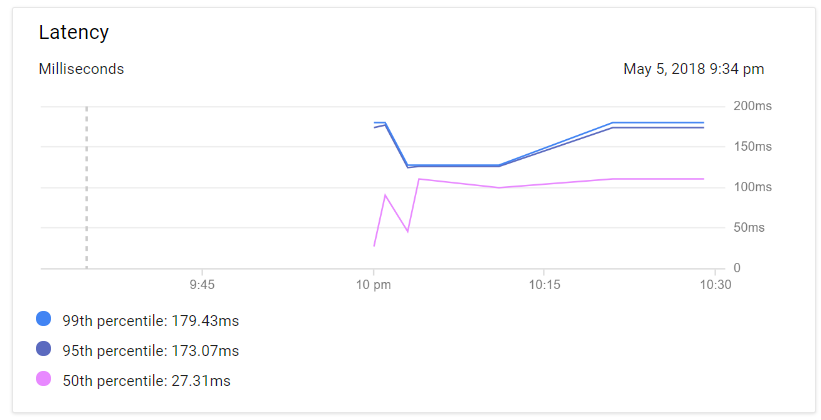 Latency
Milliseconds
May 5, 2018 9:34 pm
200ms
150ms
100ms
50ms
0
9:45
10 pm
10:15
10:30
99th percentile: 179.43ms
95th percentile: 173.07ms
50th percentile: 27.31ms